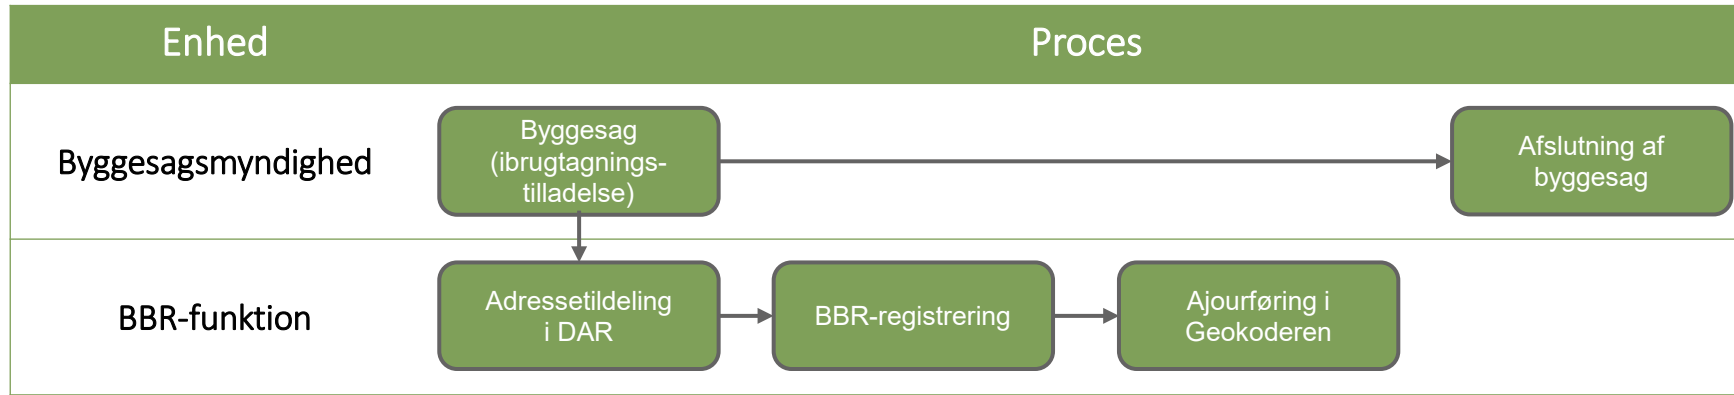 Enhed
Proces
Byggesagsmyndighed
Byggesag
(ibrugtagnings-
tilladelse)
Afslutning af
byggesag
BBR-funktion
Adressetildeling
i DAR
BBR-registrering
Ajourføring i
Geokoderen